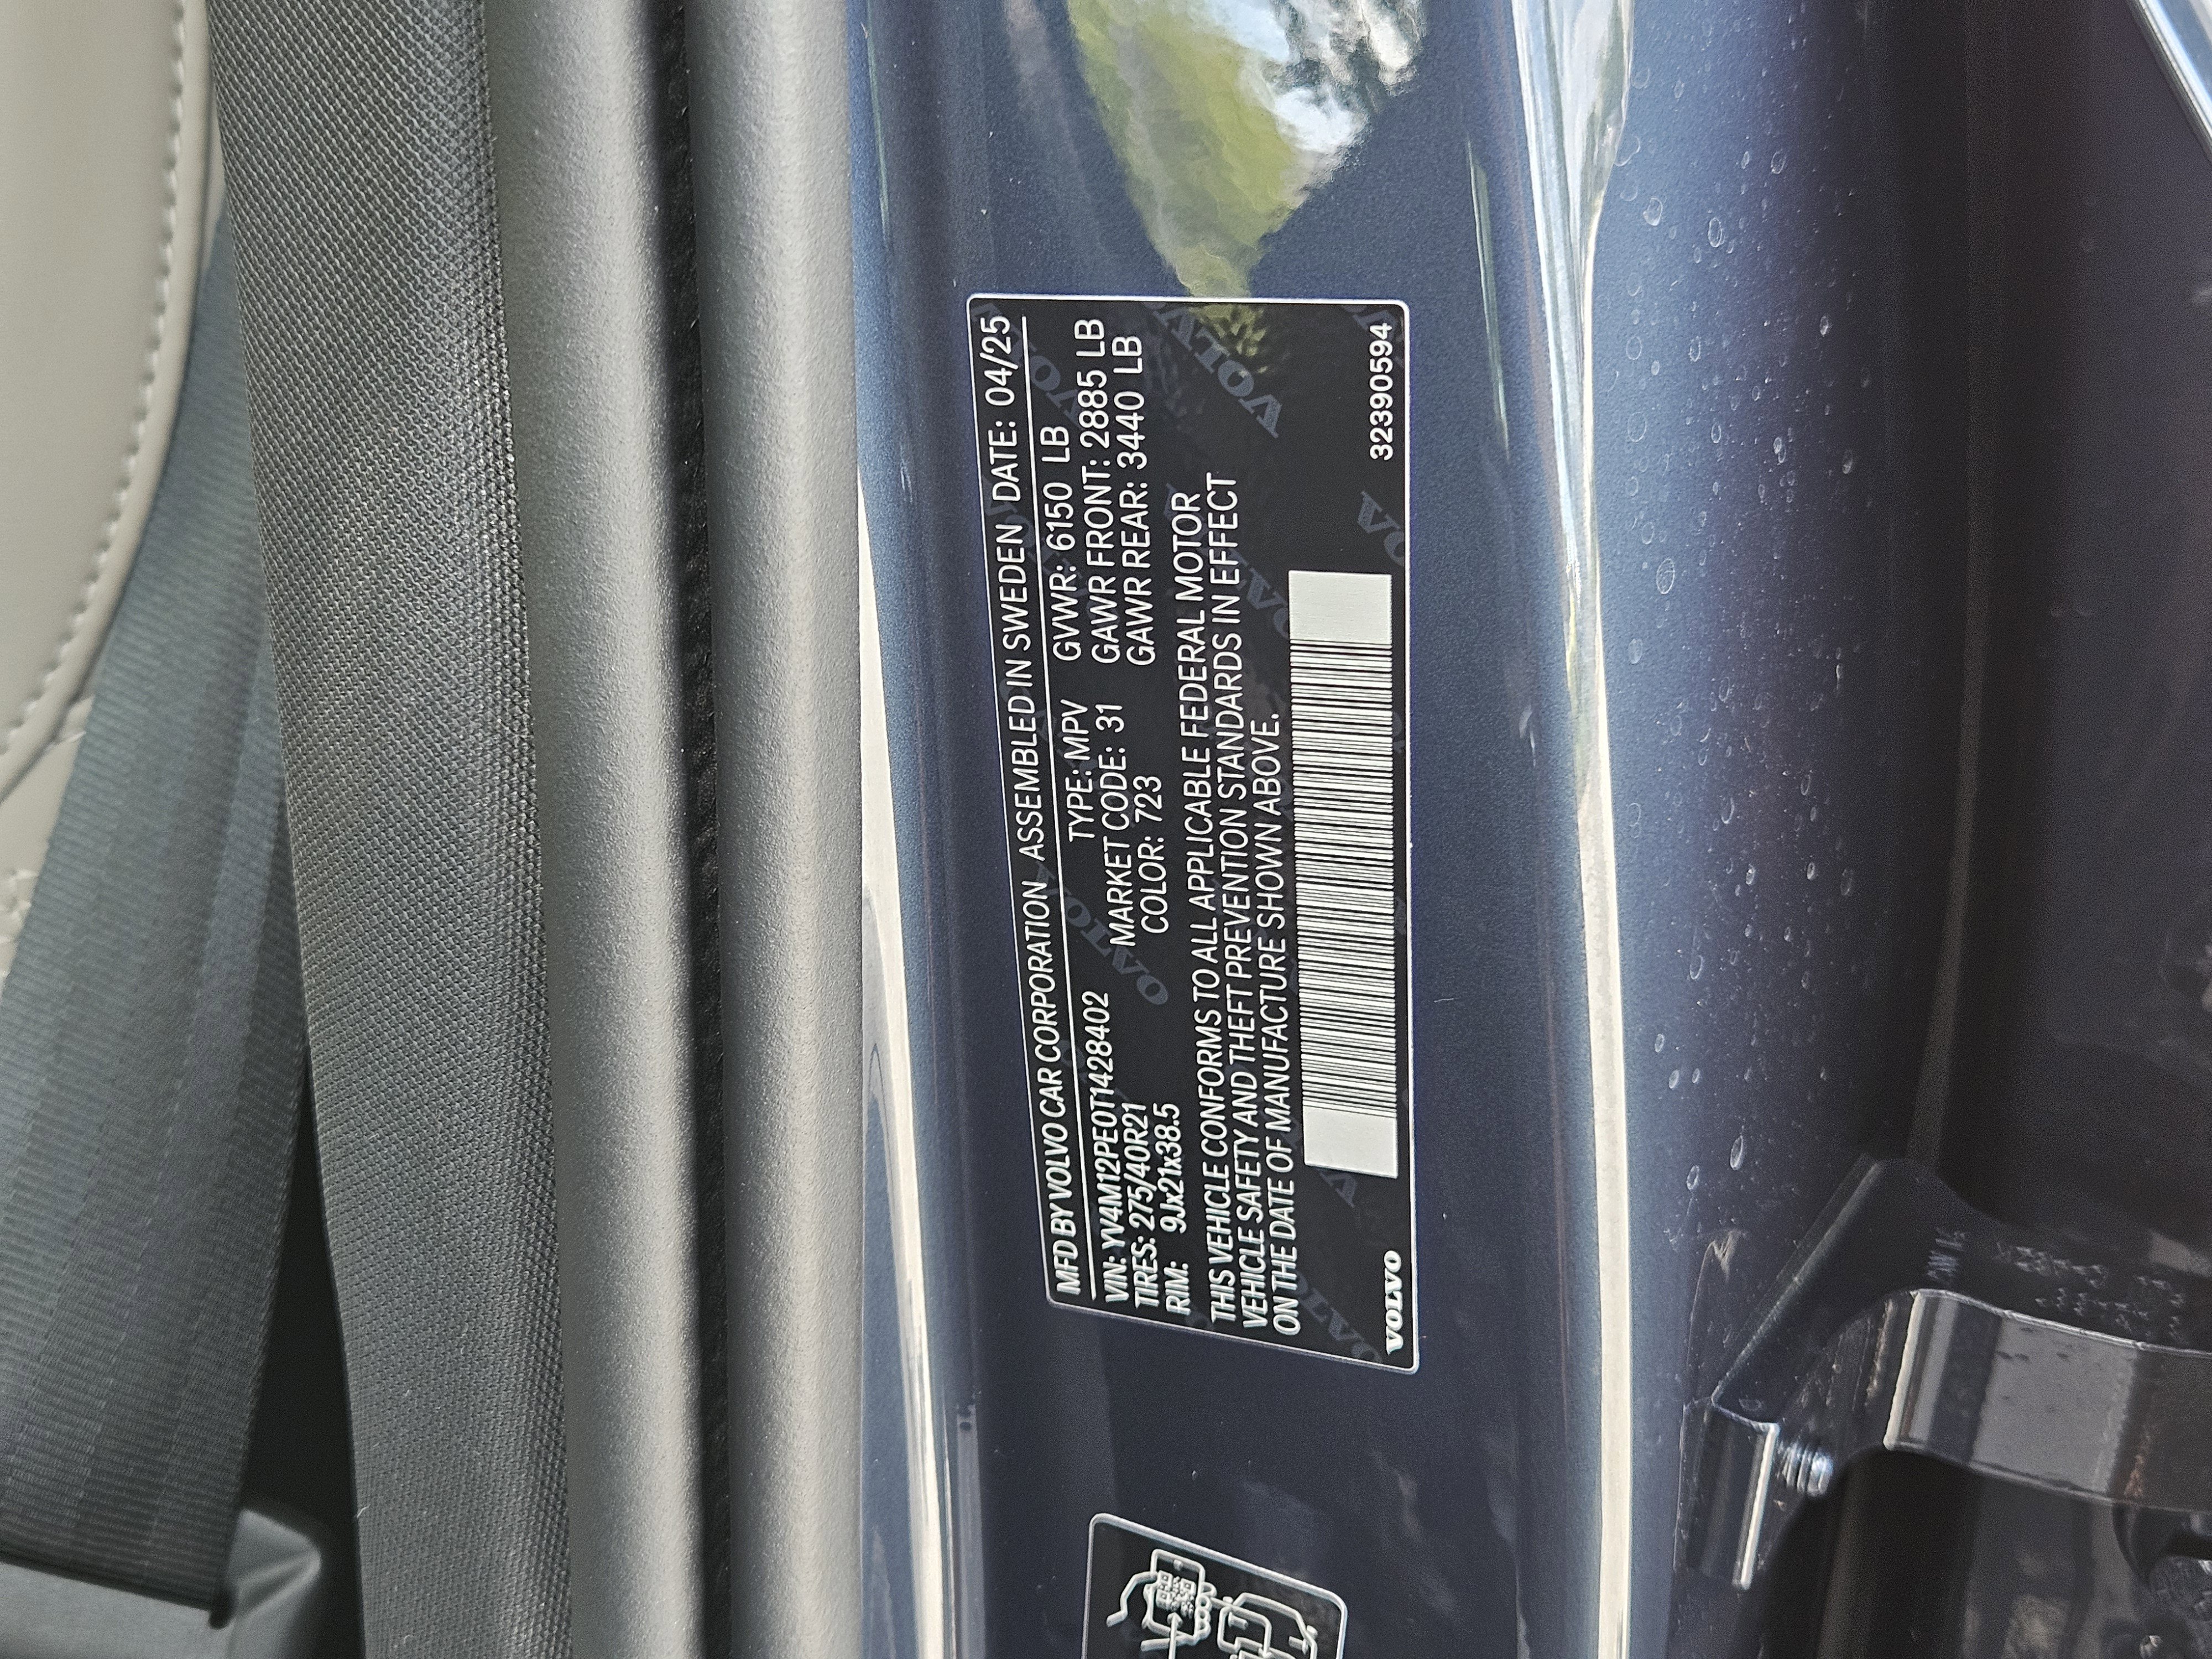 MFD BY VOLVO CAR CORPORATION ASSEMBLED IN SWEDEN DATE: 04/25
VIN: YV4M12PE0T1428402 TYPE: MPV GVWR: 6150 LB
TIRES: 275/40R21 MARKET CODE: 31 GAWR FRONT: 2885 LB
RIM: 9Jx21x38.5 COLOR: 723 GAWR REAR: 3440 LB
THIS VEHICLE CONFORMS TO ALL APPLICABLE FEDERAL MOTOR
VEHICLE SAFETY AND THEFT PREVENTION STANDARDS IN EFFECT
ON THE DATE OF MANUFACTURE SHOWN ABOVE.
VOLVO 32390594